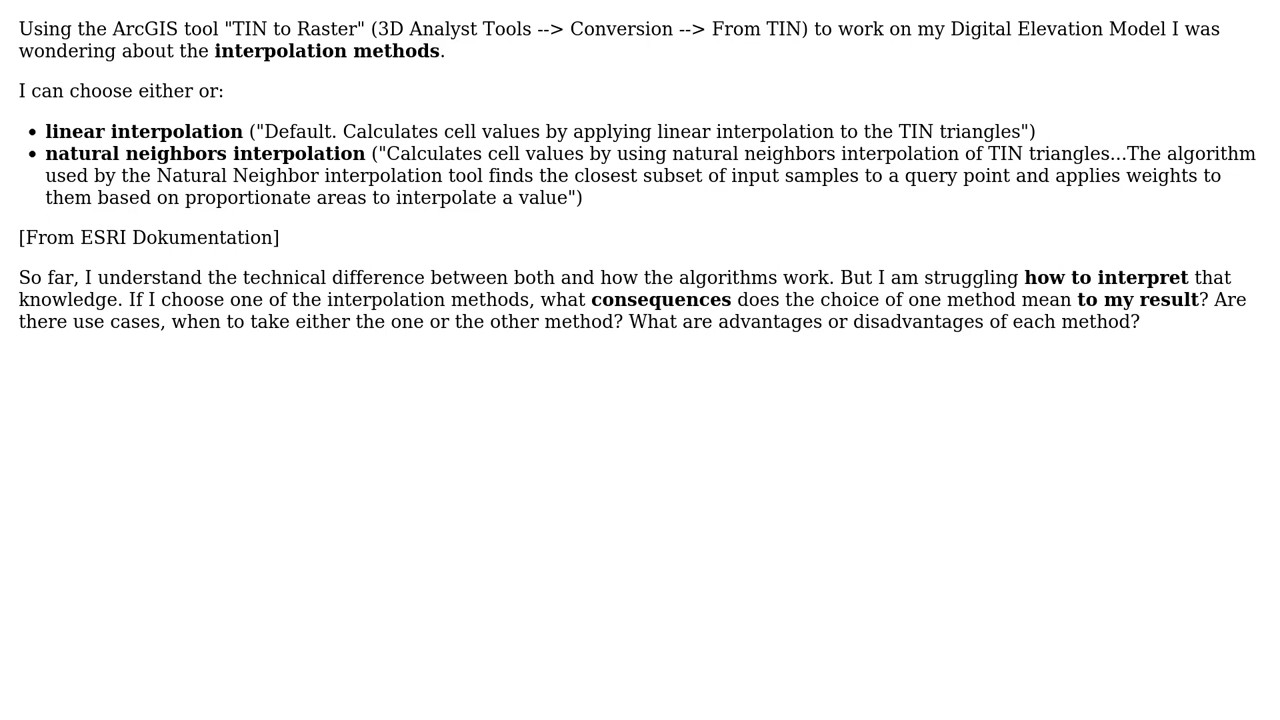 Using the ArcGIS tool "TIN to Raster" (3D Analyst Tools --> Conversion --> From TIN) to work on my Digital Elevation Model I was
wondering about the interpolation methods.
I can choose either or:
• linear interpolation ("Default. Calculates cell values by applying linear interpolation to the TIN triangles")
• natural neighbors interpolation ("Calculates cell values by using natural neighbors interpolation of TIN triangles...The algorithm
used by the Natural Neighbor interpolation tool finds the closest subset of input samples to a query point and applies weights to
them based on proportionate areas to interpolate a value")
[From ESRI Dokumentation]
So far, I understand the technical difference between both and how the algorithms work. But I am struggling how to interpret that
knowledge. If I choose one of the interpolation methods, what consequences does the choice of one method mean to my result? Are
there use cases, when to take either the one or the other method? What are advantages or disadvantages of each method?